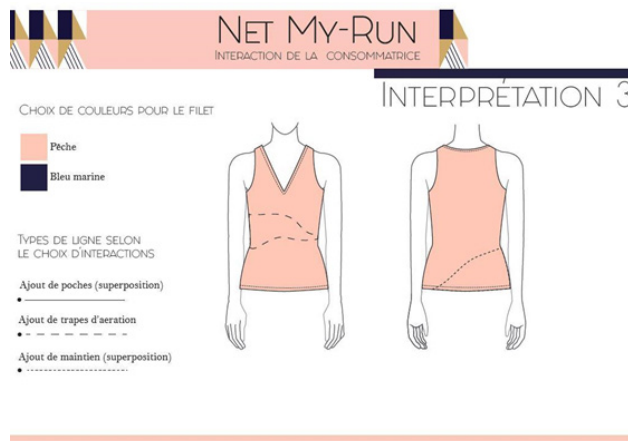 NET MY-RUN
INTERACTION DE LA CONSOMMATRICE
INTERPRÉTATION 3
CHOIX DE COULEURS POUR LE FILET
Pêche
Bleu marine
TYPES DE LIGNE SELON
LE CHOIX D'INTERACTIONS
Ajout de poches (superposition)
Ajout de trapes d'aeration
Ajout de maintien (superposition)